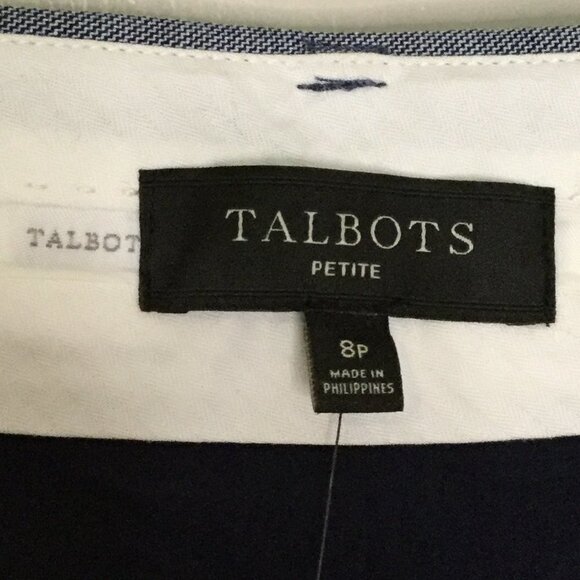 TALBOTS
PETITE
TALBOT
8P
MADE IN
PHILIPPINES